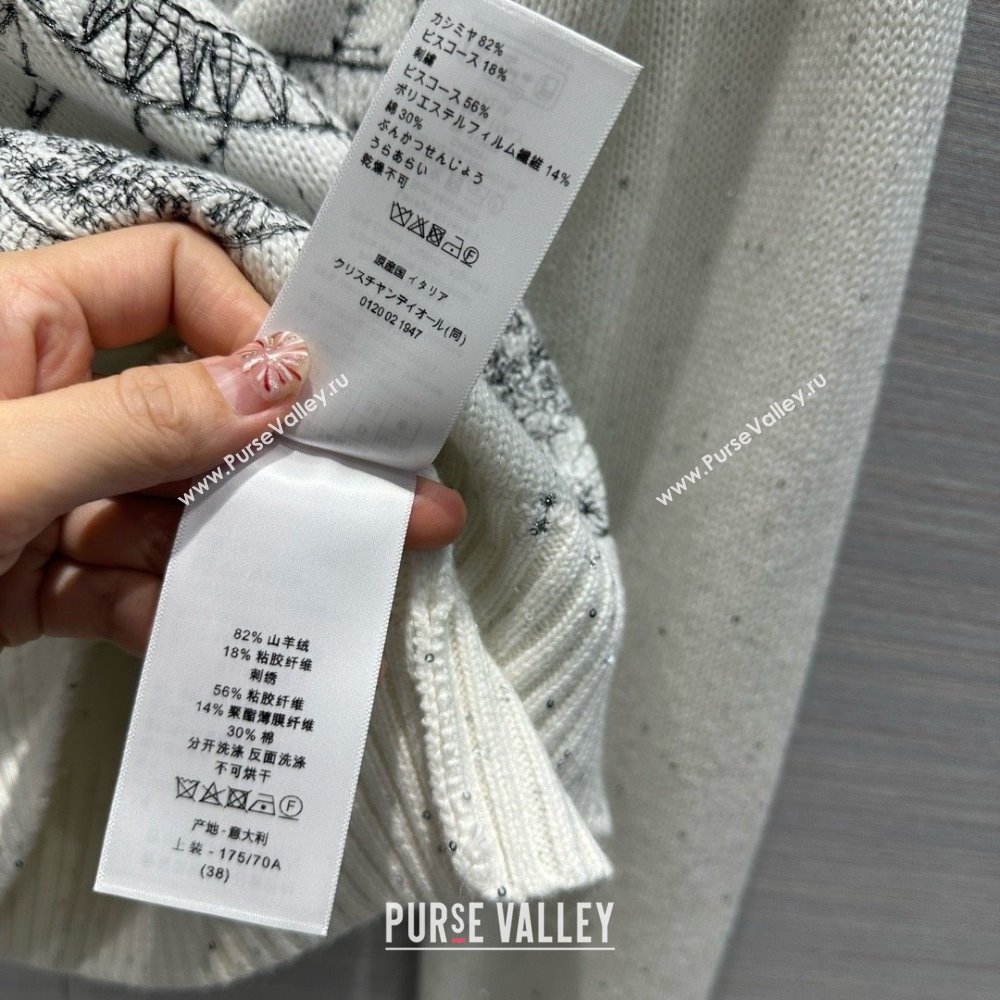 カシミヤ 82%
ビスコース 18%
刺繍
ビスコース 56%
ポリエステルフィルム繊維 14%
綿 30%
ぶんかつせんじょう
うらあらい
乾燥不可
F
原産国 イタリア
クリスチャンディオール(同)
0120 02 1947
www.PurseValley.ru
www.PurseValley.ru
82% 山羊绒
18% 粘胶纤维
刺绣
56% 粘胶纤维
14% 聚酯薄膜纤维
30% 棉
分开洗涤 反面洗涤
不可烘干
F
产地 - 意大利
上装 - 175/70A
(38)
PURSE VALLEY